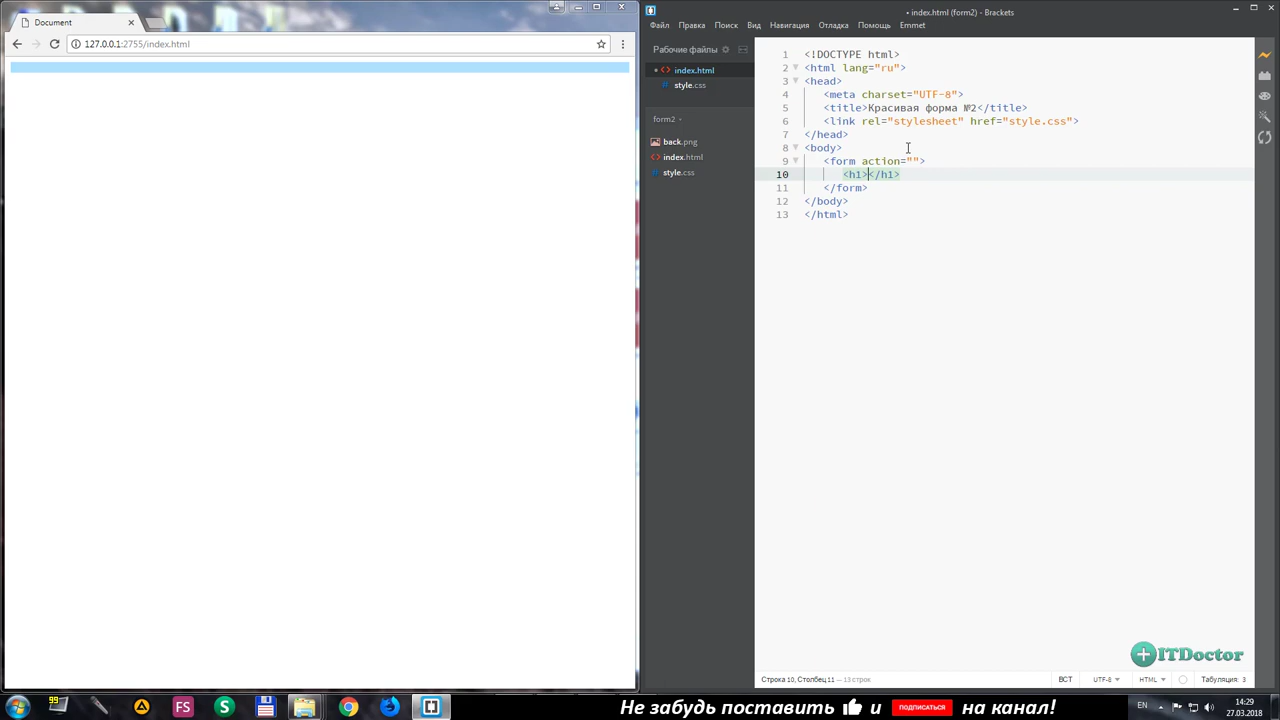 Document
127.0.0.1:2755/index.html
• index.html (form2) - Brackets
Файл Правка Поиск Вид Навигация Отладка Помощь Emmet
Рабочие файлы
index.html
style.css
form2
back.png
index.html
style.css
1 <!DOCTYPE html>
2 <html lang="ru">
3 <head>
4 <meta charset="UTF-8">
5 <title>Красивая форма №2</title>
6 <link rel="stylesheet" href="style.css">
7 </head>
8 <body>
9 <form action="">
10 <h1></h1>
11 </form>
12 </body>
13 </html>
ITDoctor
Строка 10, Столбец 11 — 13 строк
ВСТ UTF-8 HTML Табуляция: 3
99
FS
S
Не забудь поставить и ПОДПИСАТЬСЯ на канал!
EN
14:29
27.03.2018